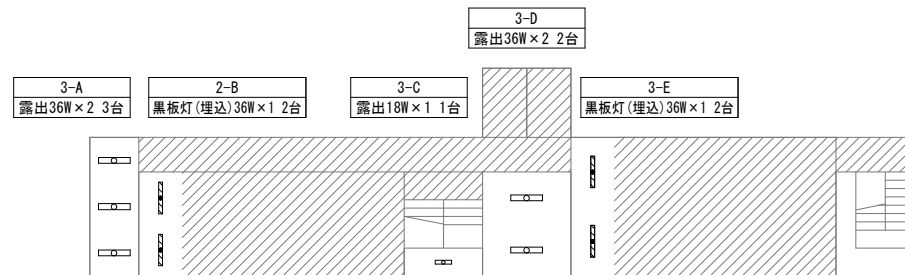 3-D
露出36W×2 2台
3-A
露出36W×2 3台
2-B
黒板灯(埋込)36W×1 2台
3-C
露出18W×1 1台
3-E
黒板灯(埋込)36W×1 2台